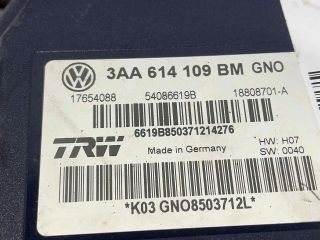 3AA 614 109 BM GNO
17654088 54086619B 18808701-A
6619B850371214276
TRW Made in Germany HW: H07
SW: 0040
*K03 GNO8503712L*